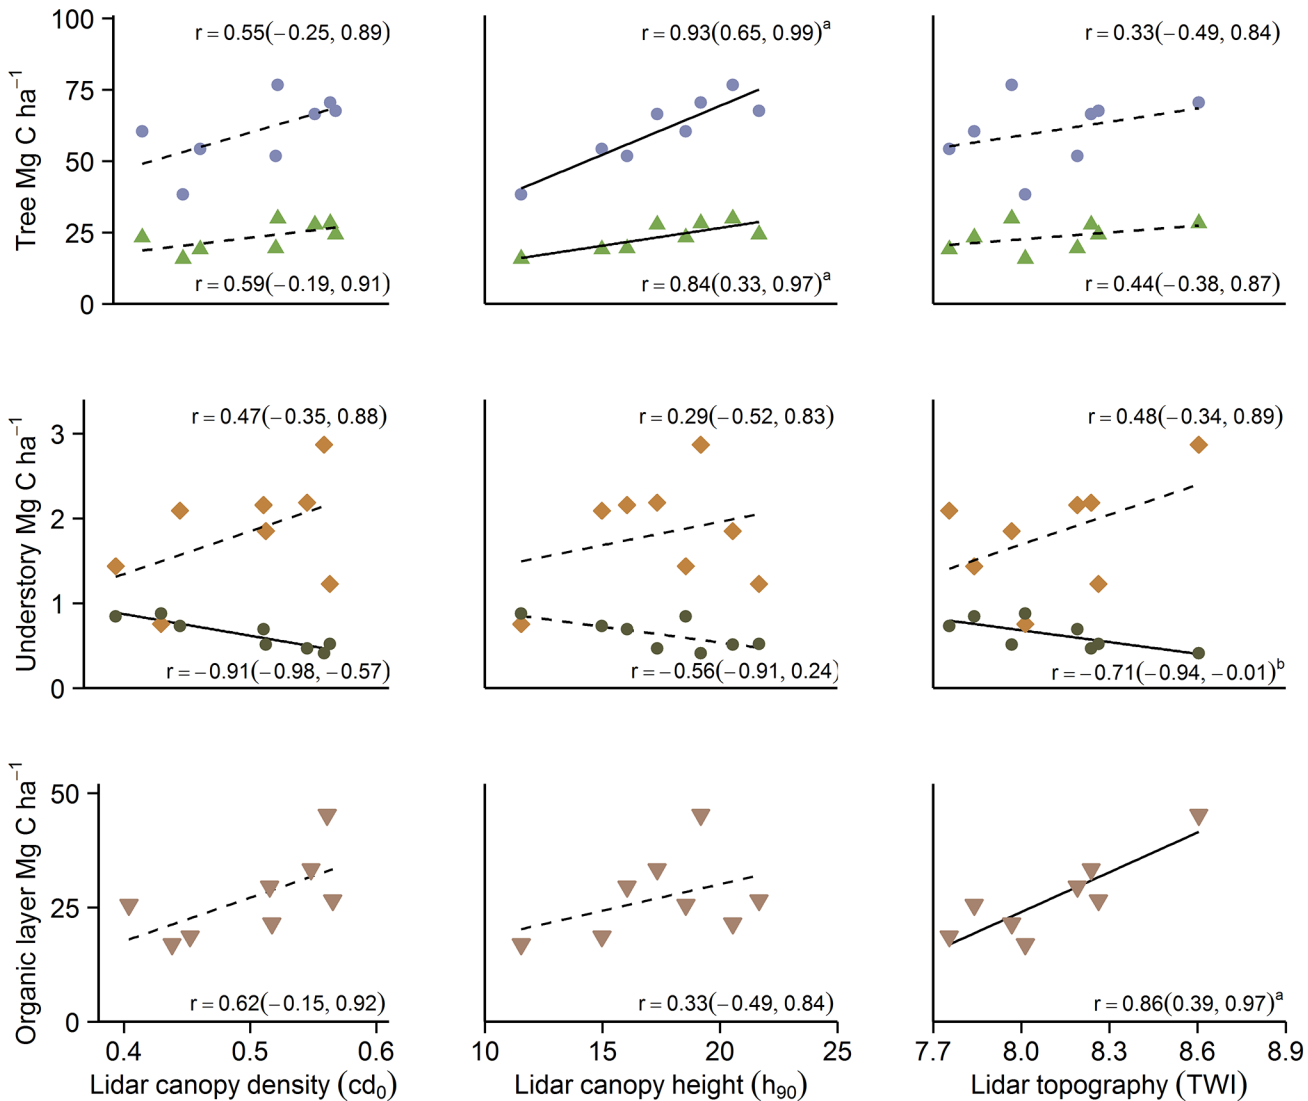 Tree Mg C ha⁻¹
100
75
50
25
0
r = 0.55(−0.25, 0.89)
r = 0.59(−0.19, 0.91)
r = 0.93(0.65, 0.99)ᵃ
r = 0.84(0.33, 0.97)ᵃ
r = 0.33(−0.49, 0.84)
r = 0.44(−0.38, 0.87)
Understory Mg C ha⁻¹
3
2
1
0
r = 0.47(−0.35, 0.88)
r = −0.91(−0.98, −0.57)
r = 0.29(−0.52, 0.83)
r = −0.56(−0.91, 0.24)
r = 0.48(−0.34, 0.89)
r = −0.71(−0.94, −0.01)ᵇ
Organic layer Mg C ha⁻¹
50
25
0
r = 0.62(−0.15, 0.92)
r = 0.33(−0.49, 0.84)
r = 0.86(0.39, 0.97)ᵃ
0.4 0.5 0.6
10 15 20 25
7.7 8.0 8.3 8.6 8.9
Lidar canopy density (cd₀)
Lidar canopy height (h₉₀)
Lidar topography (TWI)